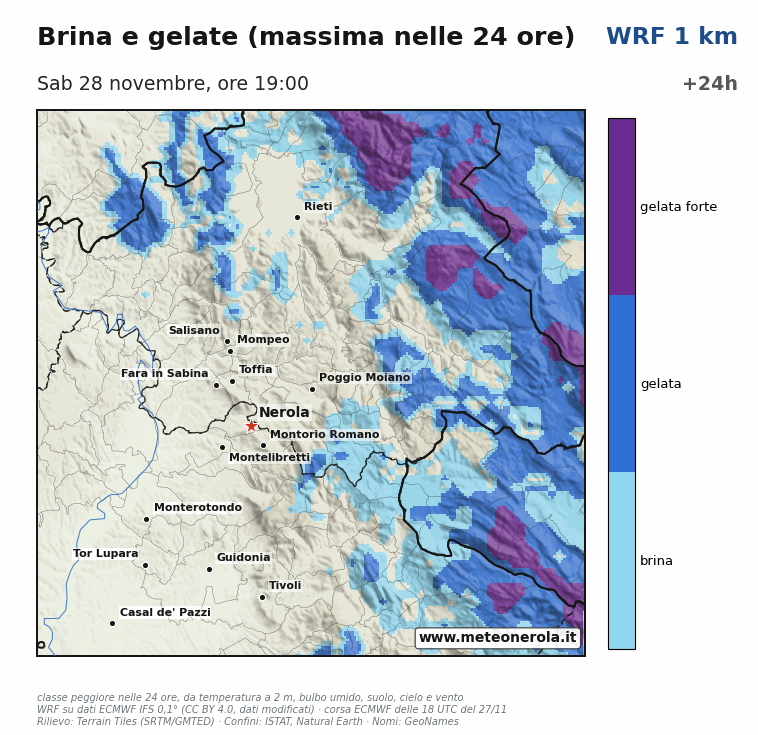 Brina e gelate (massima nelle 24 ore) WRF 1 km
Sab 28 novembre, ore 19:00 +24h
Rieti
Salisano
Mompeo
Fara in Sabina
Toffia
Poggio Moiano
Nerola
Montorio Romano
Montelibretti
Monterotondo
Tor Lupara
Guidonia
Tivoli
Casal de' Pazzi
www.meteonerola.it
gelata forte
gelata
brina
classe peggiore nelle 24 ore, da temperatura a 2 m, bulbo umido, suolo, cielo e vento
WRF su dati ECMWF IFS 0,1° (CC BY 4.0, dati modificati) · corsa ECMWF delle 18 UTC del 27/11
Rilievo: Terrain Tiles (SRTM/GMTED) · Confini: ISTAT, Natural Earth · Nomi: GeoNames